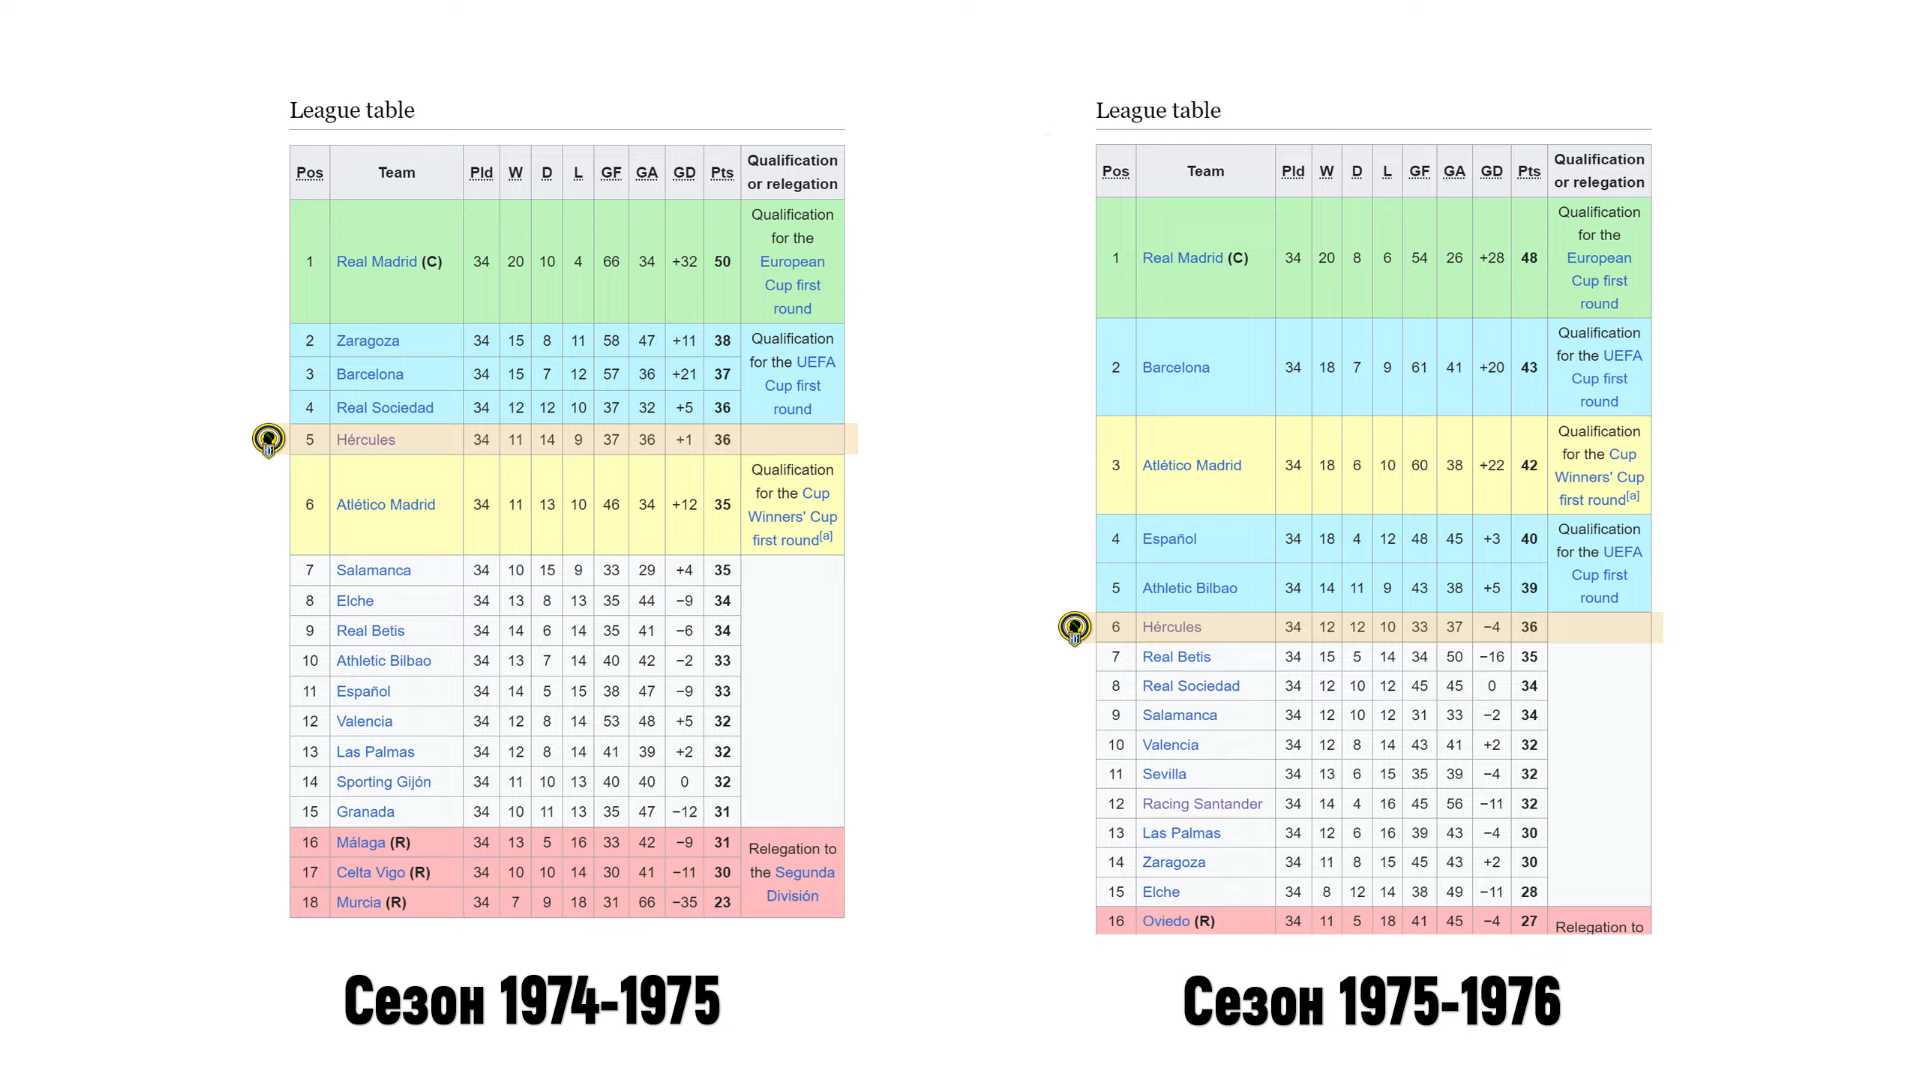 League table
Pos Team Pld W D L GF GA GD Pts Qualification or relegation
1 Real Madrid (C) 34 20 10 4 66 34 +32 50 Qualification for the European Cup first round
2 Zaragoza 34 15 8 11 58 47 +11 38 Qualification for the UEFA Cup first round
3 Barcelona 34 15 7 12 57 36 +21 37
4 Real Sociedad 34 12 12 10 37 32 +5 36
5 Hércules 34 11 14 9 37 36 +1 36
6 Atlético Madrid 34 11 13 10 46 34 +12 35 Qualification for the Cup Winners' Cup first round[a]
7 Salamanca 34 10 15 9 33 29 +4 35
8 Elche 34 13 8 13 35 44 −9 34
9 Real Betis 34 14 6 14 35 41 −6 34
10 Athletic Bilbao 34 13 7 14 40 42 −2 33
11 Español 34 14 5 15 38 47 −9 33
12 Valencia 34 12 8 14 53 48 +5 32
13 Las Palmas 34 12 8 14 41 39 +2 32
14 Sporting Gijón 34 11 10 13 40 40 0 32
15 Granada 34 10 11 13 35 47 −12 31
16 Málaga (R) 34 13 5 16 33 42 −9 31 Relegation to the Segunda División
17 Celta Vigo (R) 34 10 10 14 30 41 −11 30
18 Murcia (R) 34 7 9 18 31 66 −35 23
Сезон 1974-1975
League table
Pos Team Pld W D L GF GA GD Pts Qualification or relegation
1 Real Madrid (C) 34 20 8 6 54 26 +28 48 Qualification for the European Cup first round
2 Barcelona 34 18 7 9 61 41 +20 43 Qualification for the UEFA Cup first round
3 Atlético Madrid 34 18 6 10 60 38 +22 42 Qualification for the Cup Winners' Cup first round[a]
4 Español 34 18 4 12 48 45 +3 40 Qualification for the UEFA Cup first round
5 Athletic Bilbao 34 14 11 9 43 38 +5 39
6 Hércules 34 12 12 10 33 37 −4 36
7 Real Betis 34 15 5 14 34 50 −16 35
8 Real Sociedad 34 12 10 12 45 45 0 34
9 Salamanca 34 12 10 12 31 33 −2 34
10 Valencia 34 12 8 14 43 41 +2 32
11 Sevilla 34 13 6 15 35 39 −4 32
12 Racing Santander 34 14 4 16 45 56 −11 32
13 Las Palmas 34 12 6 16 39 43 −4 30
14 Zaragoza 34 11 8 15 45 43 +2 30
15 Elche 34 8 12 14 38 49 −11 28
16 Oviedo (R) 34 11 5 18 41 45 −4 27 Relegation to
Сезон 1975-1976